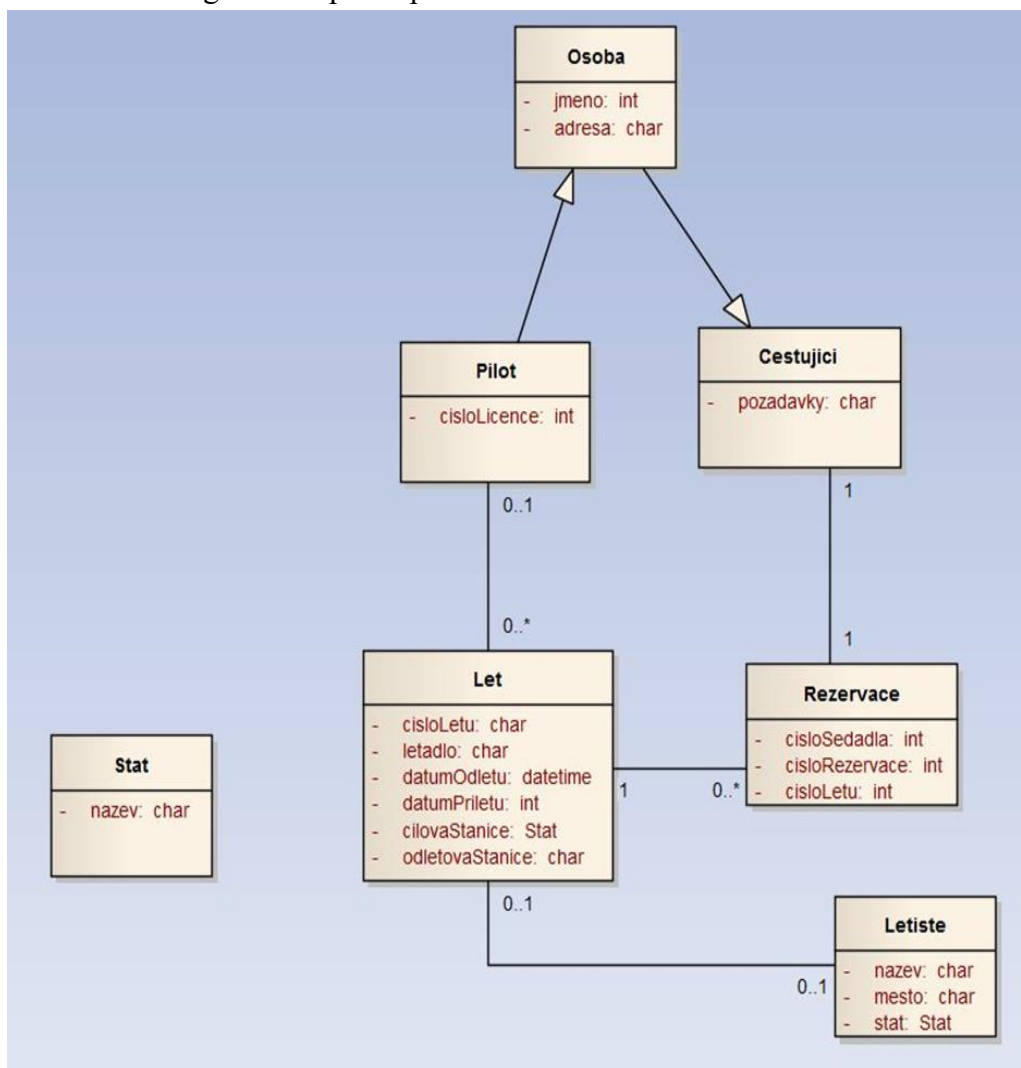 Osoba
- jmeno: int
- adresa: char
Pilot
- cisloLicence: int
Cestujici
- pozadavky: char
0..1
1
0..*
1
Let
- cisloLetu: char
- letadlo: char
- datumOdletu: datetime
- datumPriletu: int
- cilovaStanice: Stat
- odletovaStanice: char
Rezervace
- cisloSedadla: int
- cisloRezervace: int
- cisloLetu: int
Stat
- nazev: char
1
0..*
0..1
Letiste
- nazev: char
- mesto: char
- stat: Stat
0..1